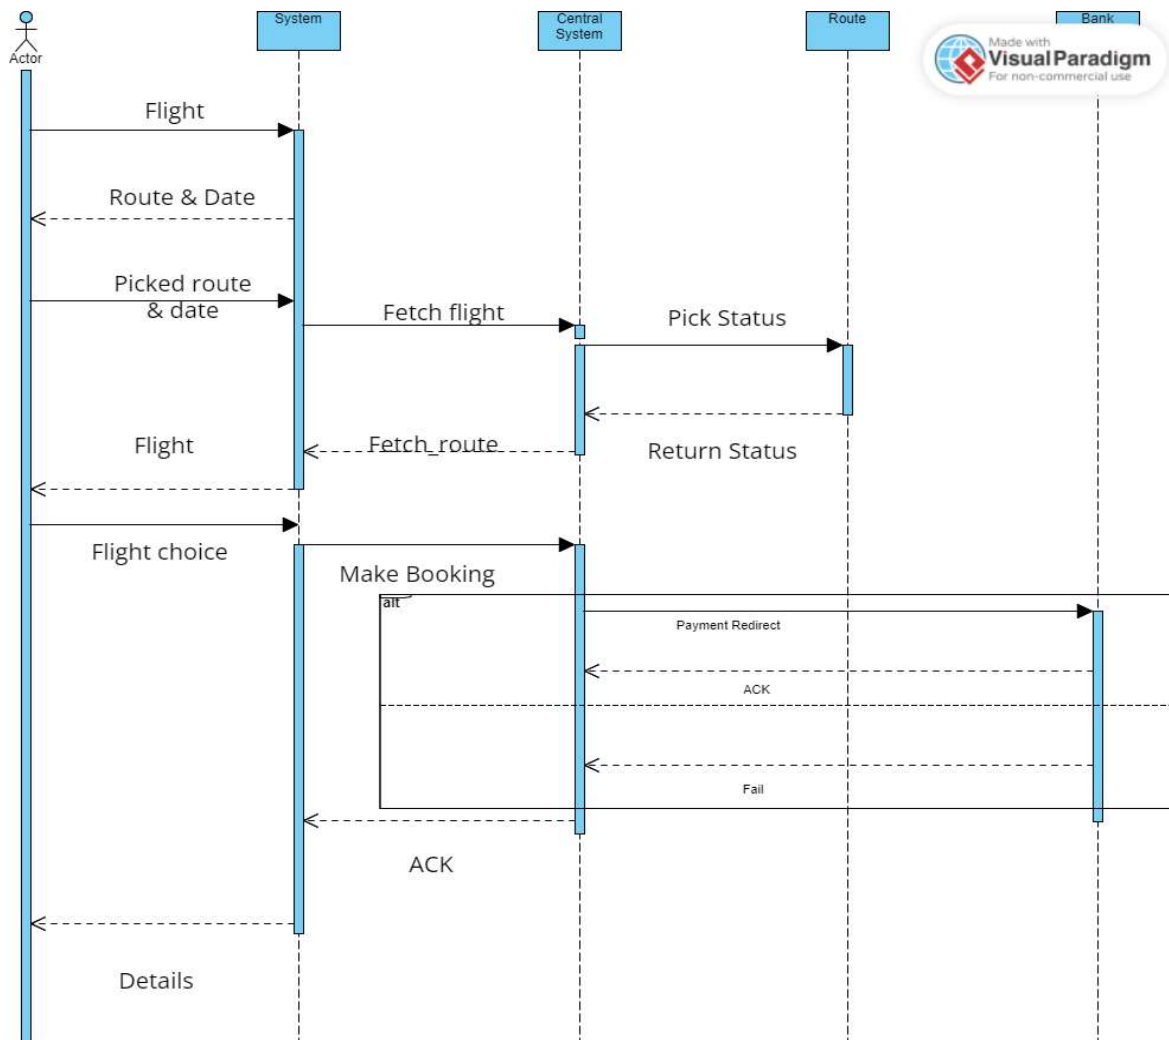 System
Central
System
Route
Bank
Made with
Visual Paradigm
For non-commercial use
Actor
Flight
Route & Date
Picked route
& date
Fetch flight
Pick Status
Flight
Fetch_route
Return Status
Flight choice
Make Booking
alt
Payment Redirect
ACK
Fail
ACK
Details